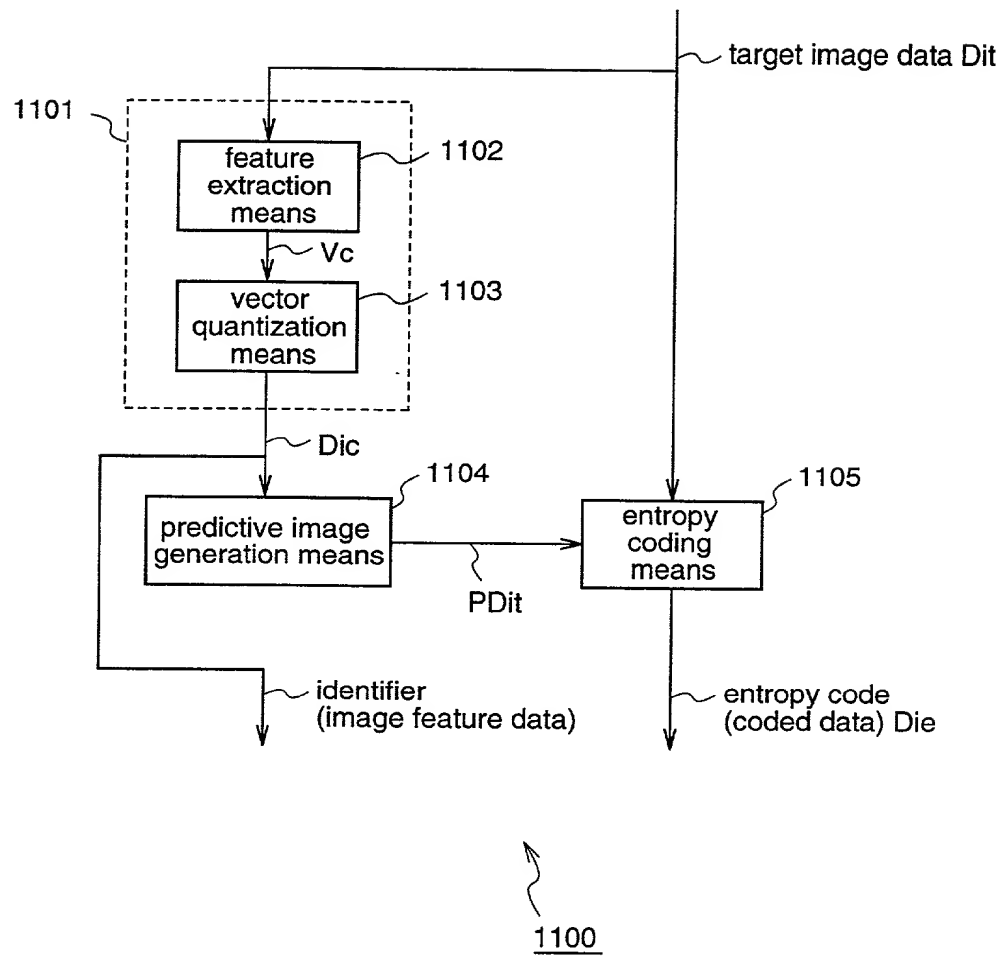 target image data Dit
1101
feature
extraction
means
1102
Vc
vector
quantization
means
1103
Dic
1104
predictive image
generation means
PDit
1105
entropy
coding
means
identifier
(image feature data)
entropy code
(coded data) Die
1100